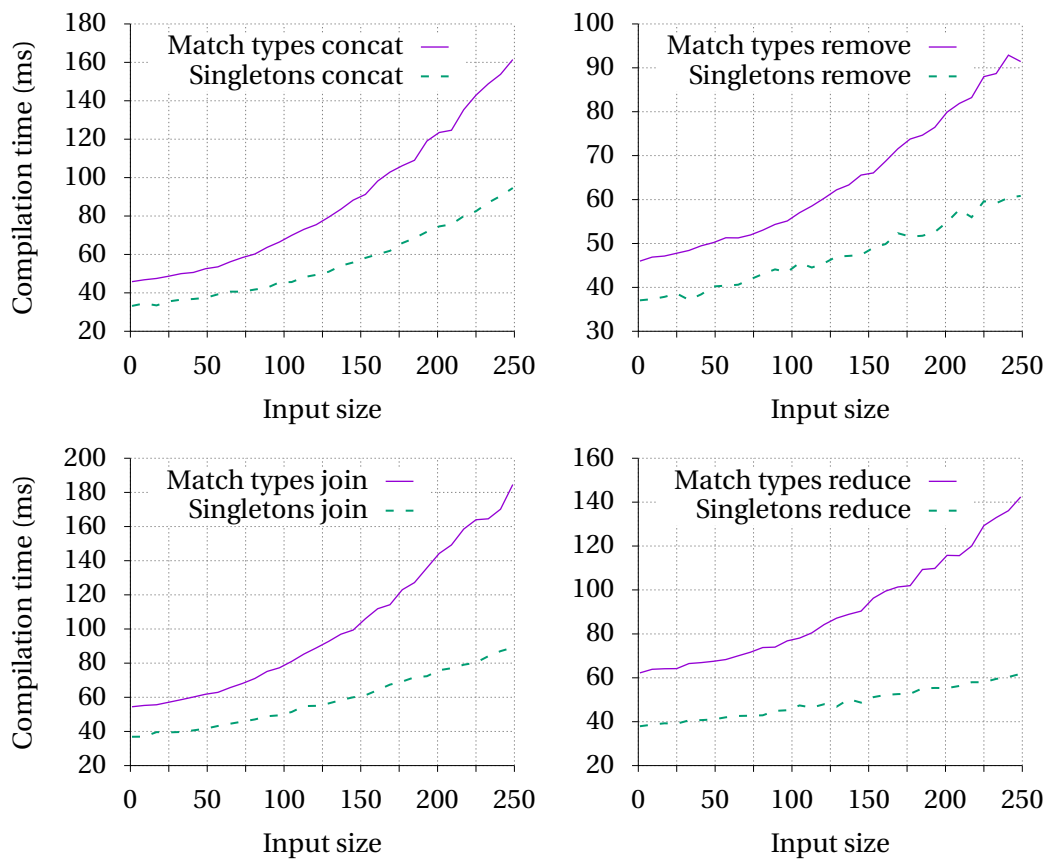 Compilation time (ms)
180
160
140
120
100
80
60
40
20
Match types concat
Singletons concat
0 50 100 150 200 250
Input size
100
90
80
70
60
50
40
30
Match types remove
Singletons remove
0 50 100 150 200 250
Input size
Compilation time (ms)
200
180
160
140
120
100
80
60
40
20
Match types join
Singletons join
0 50 100 150 200 250
Input size
160
140
120
100
80
60
40
20
Match types reduce
Singletons reduce
0 50 100 150 200 250
Input size